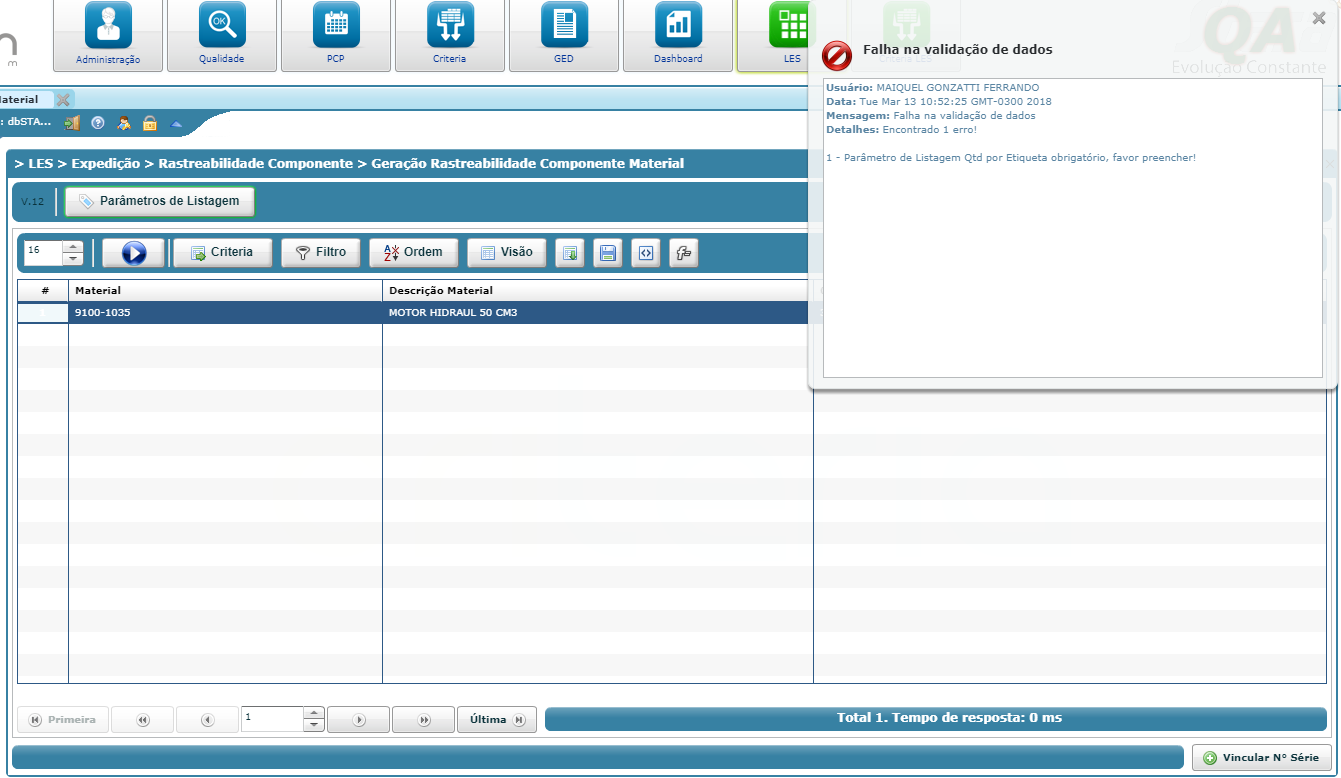 Administração
Qualidade
PCP
Criteria
GED
Dashboard
LES
Criteria LES
QA
Evolução Constante
Falha na validação de dados
Usuário: MAIQUEL GONZATTI FERRANDO
Data: Tue Mar 13 10:52:25 GMT-0300 2018
Mensagem: Falha na validação de dados
Detalhes: Encontrado 1 erro!
1 - Parâmetro de Listagem Qtd por Etiqueta obrigatório, favor preencher!
aterial
: dbSTA...
> LES > Expedição > Rastreabilidade Componente > Geração Rastreabilidade Componente Material
V.12
Parâmetros de Listagem
16
Criteria
Filtro
Ordem
Visão
# Material Descrição Material
1 9100-1035 MOTOR HIDRAUL 50 CM3
Primeira
1
Última
Total 1. Tempo de resposta: 0 ms
Vincular N° Série